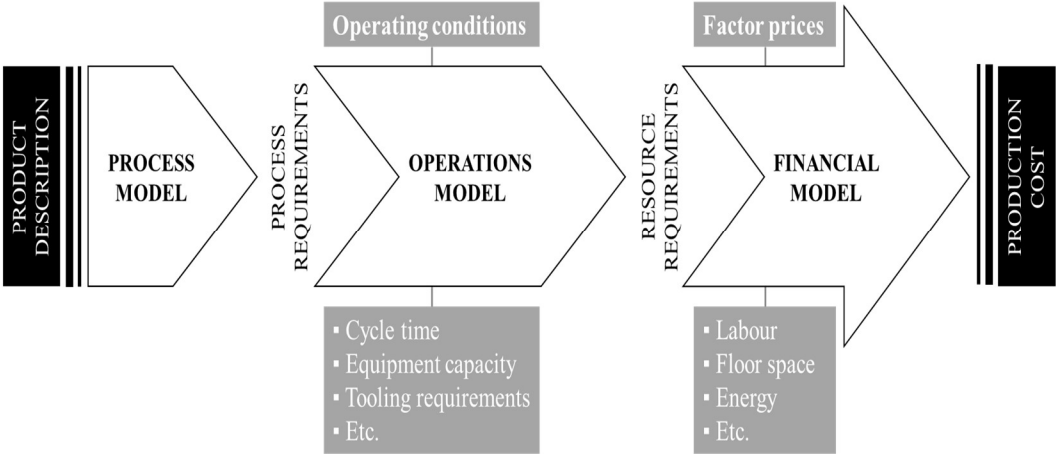 PRODUCT
DESCRIPTION
PROCESS
MODEL
PROCESS
REQUIREMENTS
Operating conditions
OPERATIONS
MODEL
▪ Cycle time
▪ Equipment capacity
▪ Tooling requirements
▪ Etc.
RESOURCE
REQUIREMENTS
Factor prices
FINANCIAL
MODEL
▪ Labour
▪ Floor space
▪ Energy
▪ Etc.
PRODUCTION
COST